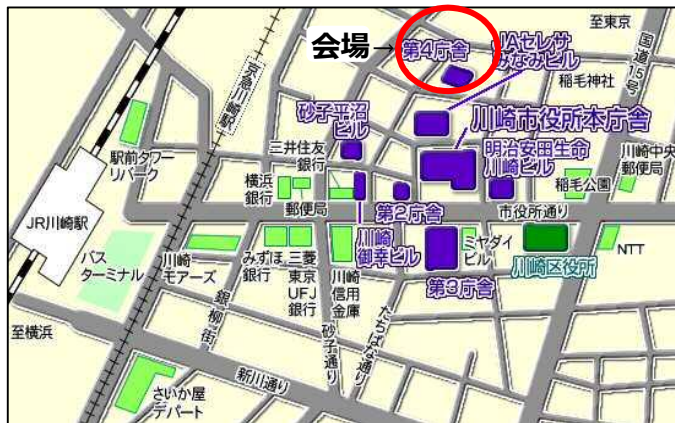 至東京
会場→
第4庁舎
JAセレサ
みなみビル
国道15号
稲毛神社
京急川崎駅
砂子平沼
ビル
川崎市役所本庁舎
駅前タワー
リバーク
三井住友
銀行
明治安田生命
川崎ビル
川崎中央
郵便局
横浜
銀行
郵便局
第2庁舎
稲毛公園
市役所通り
JR川崎駅
バス
ターミナル
川崎
モアーズ
みずほ
銀行
三菱
東京
UFJ
銀行
川崎
信用
金庫
川崎
御幸ビル
第3庁舎
ミヤダイ
ビル
川崎区役所
NTT
至横浜
銀柳街
砂子通り
たちばな通り
新川通り
さいか屋
デパート